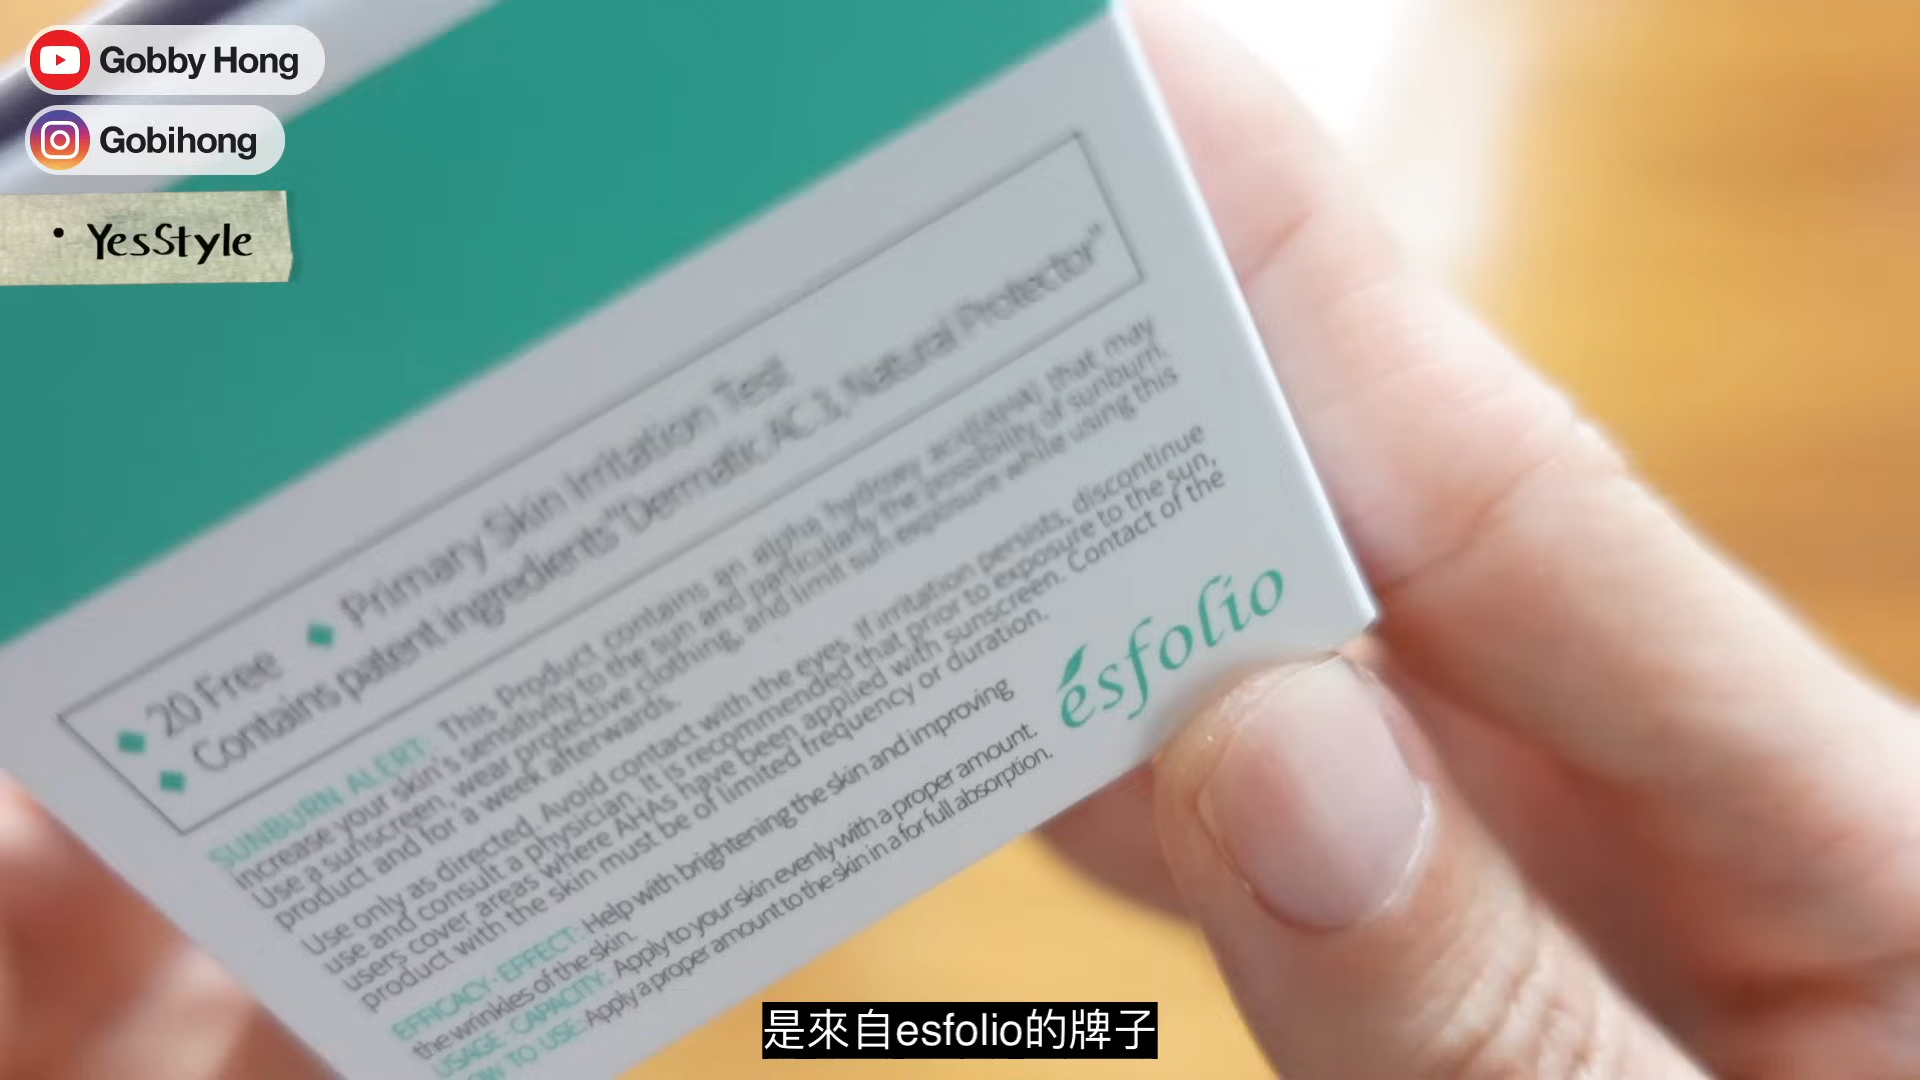 Gobby Hong
Gobihong
• YesStyle
◆ 20 Free ◆ Primary Skin Irritation Test
◆ Contains patent ingredients "Dermatic AC 3, Natural Protector"
SUNBURN ALERT: This Product contains an alpha hydroxy acid(AHA) that may
increase your skin's sensitivity to the sun and particularly the possibility of sunburn.
Use a sunscreen, wear protective clothing, and limit sun exposure while using this
product and for a week afterwards.
Use only as directed. Avoid contact with the eyes. If irritation persists, discontinue
use and consult a physician. It is recommended that prior to exposure to the sun,
users cover areas where AHAs have been applied with sunscreen. Contact of the
product with the skin must be of limited frequency or duration.
EFFICACY · EFFECT: Help with brightening the skin and improving
the wrinkles of the skin.
USAGE · CAPACITY: Apply to your skin evenly with a proper amount.
HOW TO USE: Apply a proper amount to the skin in a for full absorption.
ésfolio
是來自esfolio的牌子